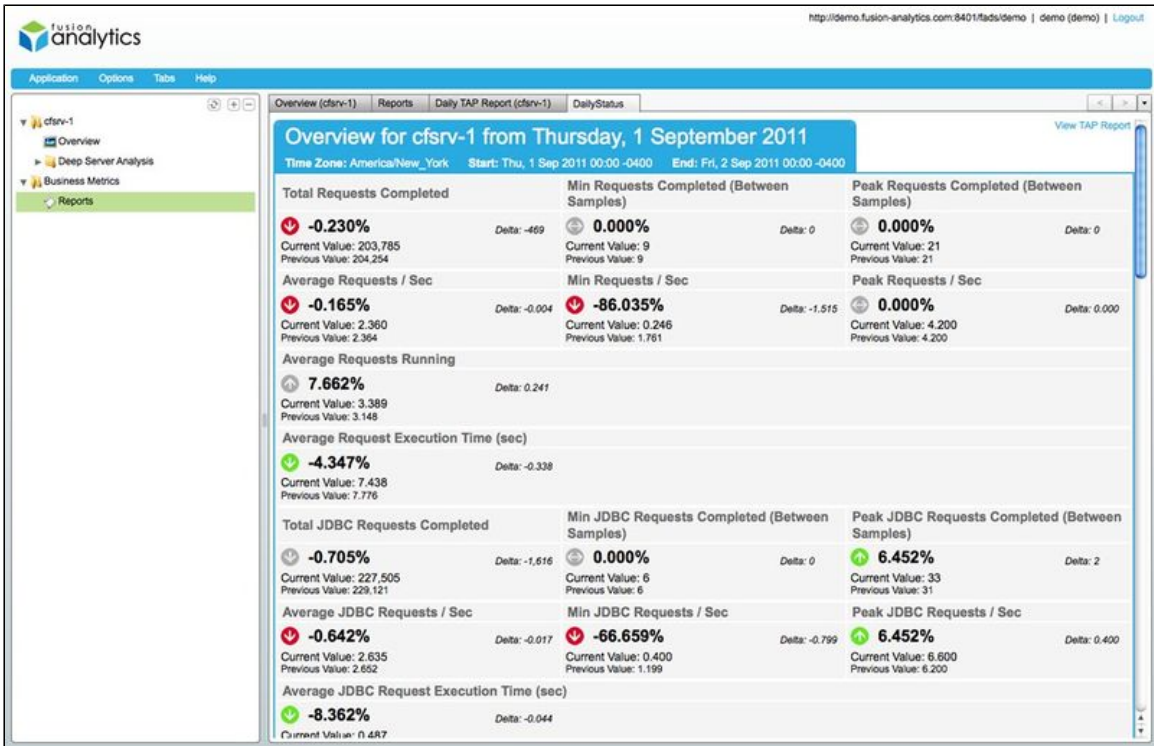 http://demo.fusion-analytics.com:8401/fads/demo | demo (demo) | Logout
fusion
analytics
Application Options Tabs Help
cfsrv-1
Overview
Deep Server Analysis
Business Metrics
Reports
Overview (cfsrv-1) Reports Daily TAP Report (cfsrv-1) DailyStatus
View TAP Report
Overview for cfsrv-1 from Thursday, 1 September 2011
Time Zone: America/New_York Start: Thu, 1 Sep 2011 00:00 -0400 End: Fri, 2 Sep 2011 00:00 -0400
Total Requests Completed
-0.230% Delta: -469
Current Value: 203,785
Previous Value: 204,254
Min Requests Completed (Between
Samples)
0.000% Delta: 0
Current Value: 9
Previous Value: 9
Peak Requests Completed (Between
Samples)
0.000% Delta: 0
Current Value: 21
Previous Value: 21
Average Requests / Sec
-0.165% Delta: -0.004
Current Value: 2.360
Previous Value: 2.364
Min Requests / Sec
-86.035% Delta: -1.515
Current Value: 0.246
Previous Value: 1.761
Peak Requests / Sec
0.000% Delta: 0.000
Current Value: 4.200
Previous Value: 4.200
Average Requests Running
7.662% Delta: 0.241
Current Value: 3.389
Previous Value: 3.148
Average Request Execution Time (sec)
-4.347% Delta: -0.338
Current Value: 7.438
Previous Value: 7.776
Total JDBC Requests Completed
-0.705% Delta: -1,616
Current Value: 227,505
Previous Value: 229,121
Min JDBC Requests Completed (Between
Samples)
0.000% Delta: 0
Current Value: 6
Previous Value: 6
Peak JDBC Requests Completed (Between
Samples)
6.452% Delta: 2
Current Value: 33
Previous Value: 31
Average JDBC Requests / Sec
-0.642% Delta: -0.017
Current Value: 2.635
Previous Value: 2.652
Min JDBC Requests / Sec
-66.659% Delta: -0.799
Current Value: 0.400
Previous Value: 1.199
Peak JDBC Requests / Sec
6.452% Delta: 0.400
Current Value: 6.600
Previous Value: 6.200
Average JDBC Request Execution Time (sec)
-8.362% Delta: -0.044
Current Value: 0.487